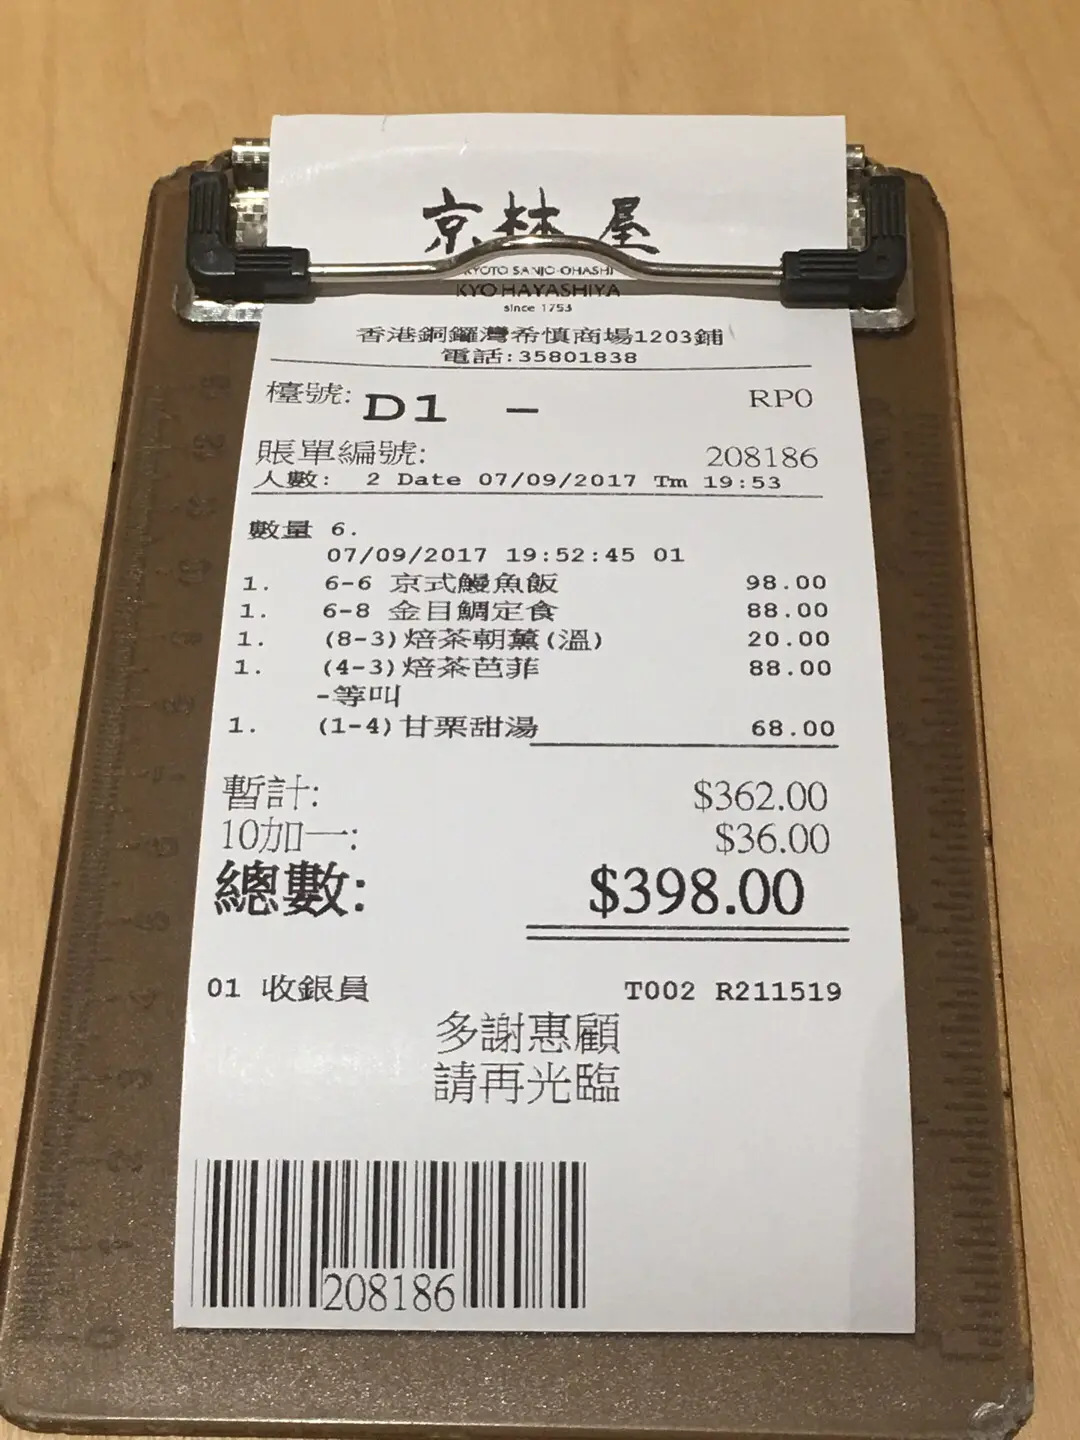 京林屋
KYOTO SANJO-OHASHI
KYO HAYASHIYA
since 1753
香港銅鑼灣希慎商場1203鋪
電話:35801838
檯號: D1 - RP0
賬單編號: 208186
人數: 2 Date 07/09/2017 Tm 19:53
數量 6.
07/09/2017 19:52:45 01
1. 6-6 京式鰻魚飯 98.00
1. 6-8 金目鯛定食 88.00
1. (8-3)焙茶朝薰(溫) 20.00
1. (4-3)焙茶芭菲 88.00
-等叫
1. (1-4)甘栗甜湯 68.00
暫計: $362.00
10加一: $36.00
總數: $398.00
01 收銀員 T002 R211519
多謝惠顧
請再光臨
208186